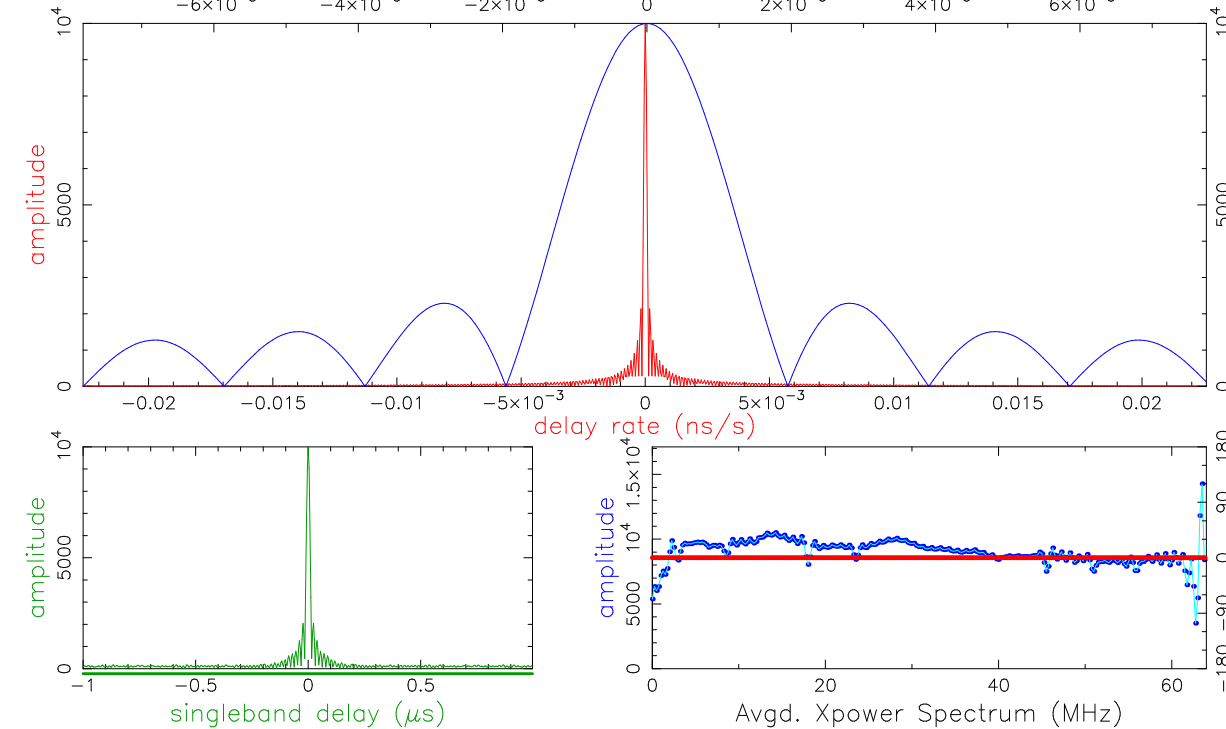 −6×10 −4×10 −2×10 0 2×10 4×10 6×10
10⁴ 10⁴
amplitude
5000 5000
0 0
−0.02 −0.015 −0.01 −5×10⁻³ 0 5×10⁻³ 0.01 0.015 0.02
delay rate (ns/s)
10⁴
amplitude
5000
0
−1 −0.5 0 0.5
singleband delay (μs)
1.5×10⁴ 180
10⁴ 90
amplitude
0
5000 −90
0 −180
0 20 40 60
Avgd. Xpower Spectrum (MHz)